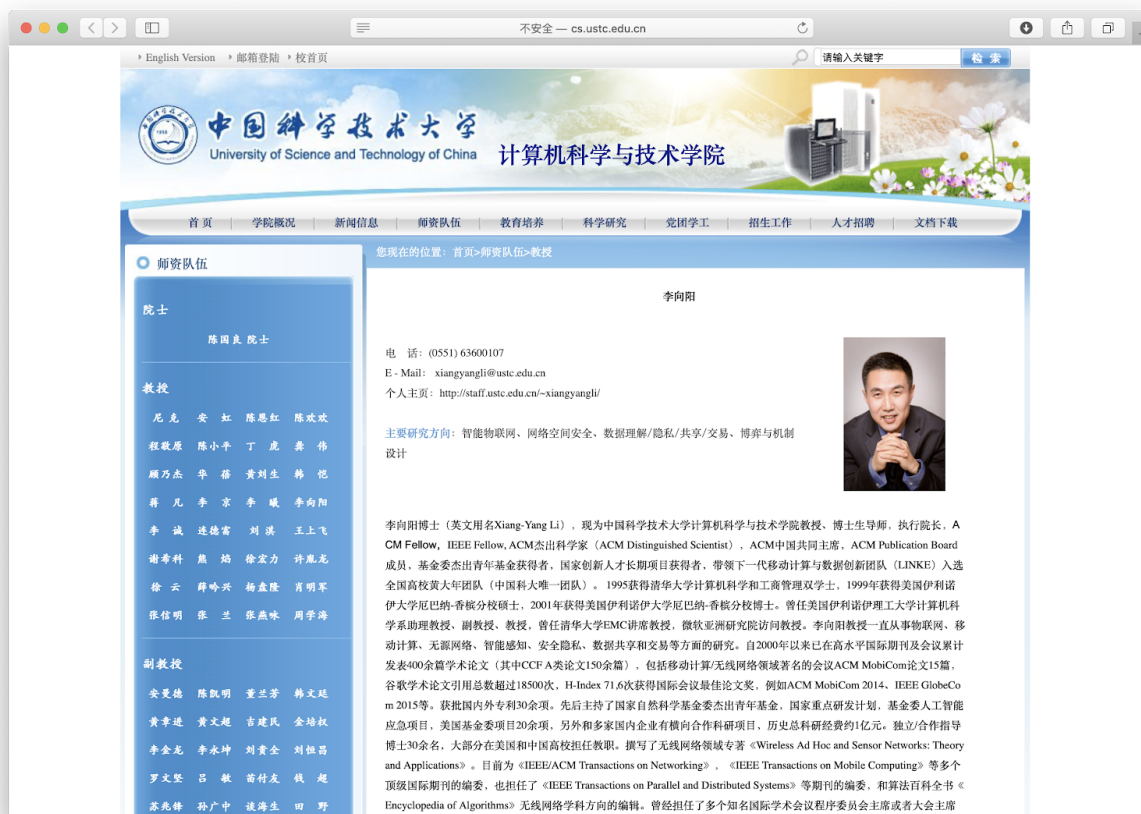 不安全 — cs.ustc.edu.cn
English Version 邮箱登陆 校首页
请输入关键字 检 索
中国科学技术大学
University of Science and Technology of China
计算机科学与技术学院
首 页 学院概况 新闻信息 师资队伍 教育培养 科学研究 党团学工 招生工作 人才招聘 文档下载
师资队伍
院士
陈国良 院士
教授
尼 克 安 虹 陈恩红 陈欢欢
程敬原 陈小平 丁 虎 龚 伟
顾乃杰 华 蓓 黄刘生 韩 恺
蒋 凡 李 京 李 曦 李向阳
李 诚 连德富 刘 淇 王上飞
谢希科 熊 焰 徐宏力 许胤龙
徐 云 薛吟兴 杨盘隆 肖明军
张信明 张 兰 张燕咏 周学海
副教授
安曼德 陈凯明 董兰芳 韩文廷
黄章进 黄文超 吉建民 金培权
李金龙 李永坤 刘贵全 刘恒昌
罗文坚 吕 敏 苗付友 钱 超
苏兆锋 孙广中 谈海生 田 野
您现在的位置：首页>师资队伍>教授
李向阳
电 话：(0551) 63600107
E - Mail： xiangyangli@ustc.edu.cn
个人主页：http://staff.ustc.edu.cn/~xiangyangli/
主要研究方向：智能物联网、网络空间安全、数据理解/隐私/共享/交易、博弈与机制
设计
李向阳博士（英文用名Xiang-Yang Li），现为中国科学技术大学计算机科学与技术学院教授、博士生导师，执行院长，A
CM Fellow，IEEE Fellow, ACM杰出科学家（ACM Distinguished Scientist），ACM中国共同主席，ACM Publication Board
成员，基金委杰出青年基金获得者，国家创新人才长期项目获得者，带领下一代移动计算与数据创新团队（LINKE）入选
全国高校黄大年团队（中国科大唯一团队）。 1995获得清华大学计算机科学和工商管理双学士，1999年获得美国伊利诺
伊大学厄巴纳-香槟分校硕士，2001年获得美国伊利诺伊大学厄巴纳-香槟分校博士。曾任美国伊利诺伊理工大学计算机科
学系助理教授、副教授、教授，曾任清华大学EMC讲席教授，微软亚洲研究院访问教授。李向阳教授一直从事物联网、移
动计算、无源网络、智能感知、安全隐私、数据共享和交易等方面的研究。自2000年以来已在高水平国际期刊及会议累计
发表400余篇学术论文（其中CCF A类论文150余篇），包括移动计算/无线网络领域著名的会议ACM MobiCom论文15篇，
谷歌学术论文引用总数超过18500次，H-Index 71,6次获得国际会议最佳论文奖，例如ACM MobiCom 2014、IEEE GlobeCo
m 2015等。获批国内外专利30余项。先后主持了国家自然科学基金委杰出青年基金，国家重点研发计划，基金委人工智能
应急项目，美国基金委项目20余项，另外和多家国内企业有横向合作科研项目，历史总科研经费约1亿元。独立/合作指导
博士30余名，大部分在美国和中国高校担任教职。撰写了无线网络领域专著《Wireless Ad Hoc and Sensor Networks: Theory
and Applications》。目前为《IEEE/ACM Transactions on Networking》，《IEEE Transactions on Mobile Computing》等多个
顶级国际期刊的编委，也担任了《IEEE Transactions on Parallel and Distributed Systems》等期刊的编委，和算法百科全书《
Encyclopedia of Algorithms》无线网络学科方向的编辑。曾经担任了多个知名国际学术会议程序委员会主席或者大会主席